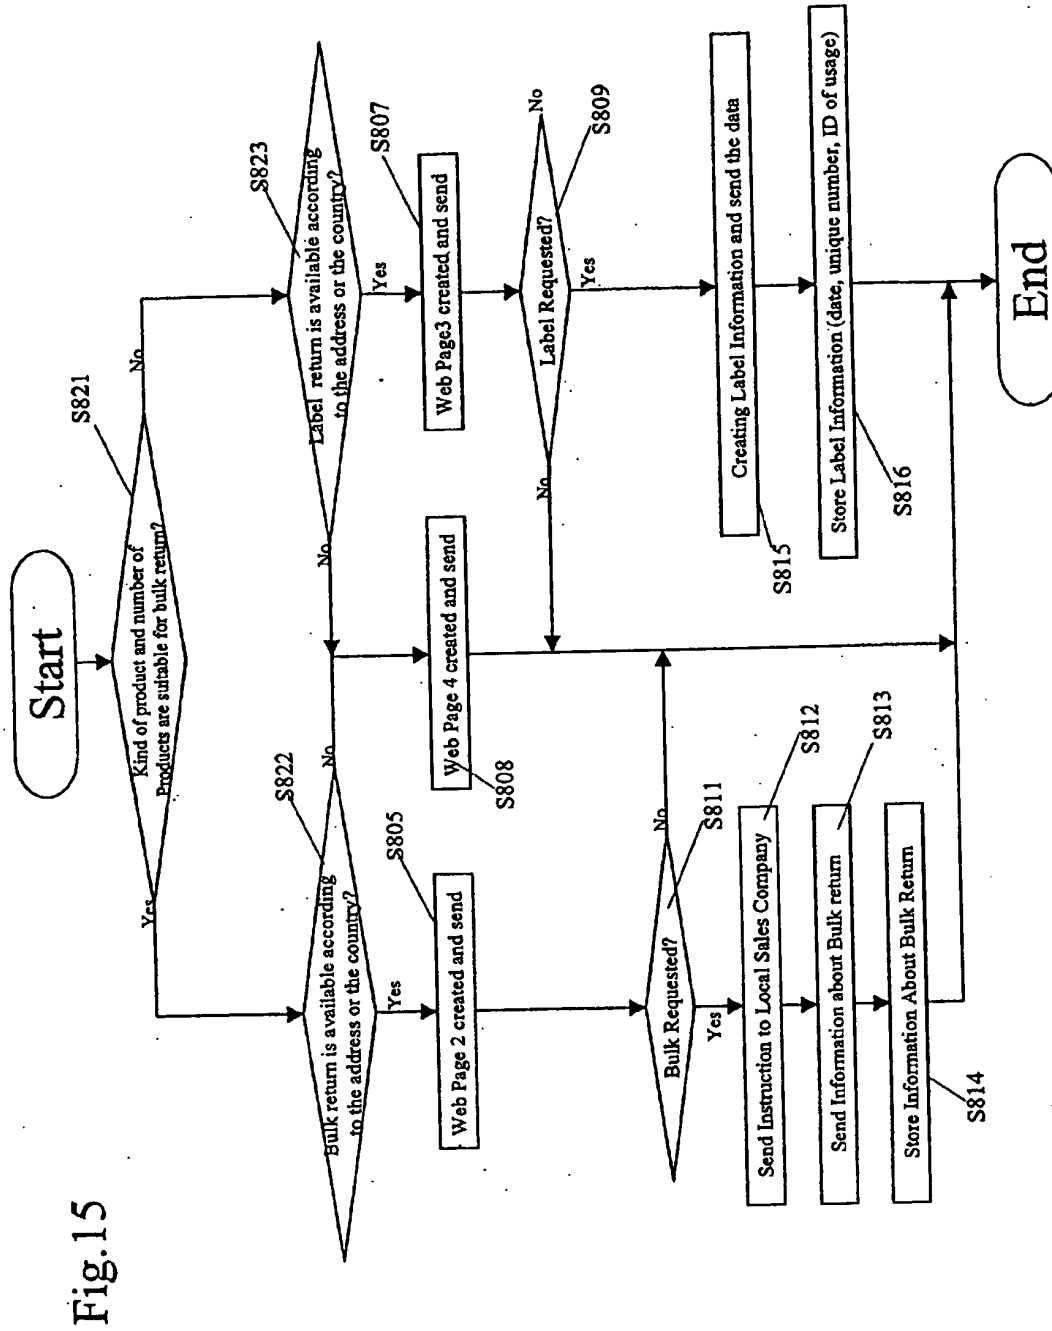 Fig.15
Start
Kind of product and number of
Products are suitable for bulk return?
S821
Yes
No
Bulk return is available according
to the address or the country?
S822
No
Yes
Label return is available according
to the address or the country?
S823
No
Yes
Web Page 2 created and send
S805
Web Page 4 created and send
S808
Web Page3 created and send
S807
Label Requested?
S809
No
No
Yes
Bulk Requested?
S811
No
Yes
Send Instruction to Local Sales Company
S812
Send Information about Bulk return
S813
Store Information About Bulk Return
S814
Creating Label Information and send the data
S815
Store Label Information (date, unique number, ID of usage)
S816
End